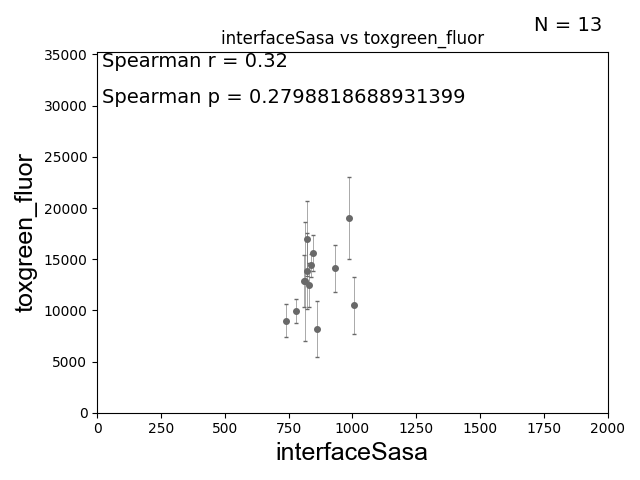 N = 13
interfaceSasa vs toxgreen_fluor
Spearman r = 0.32
Spearman p = 0.2798818688931399
toxgreen_fluor
35000
30000
25000
20000
15000
10000
5000
0
0 250 500 750 1000 1250 1500 1750 2000
interfaceSasa